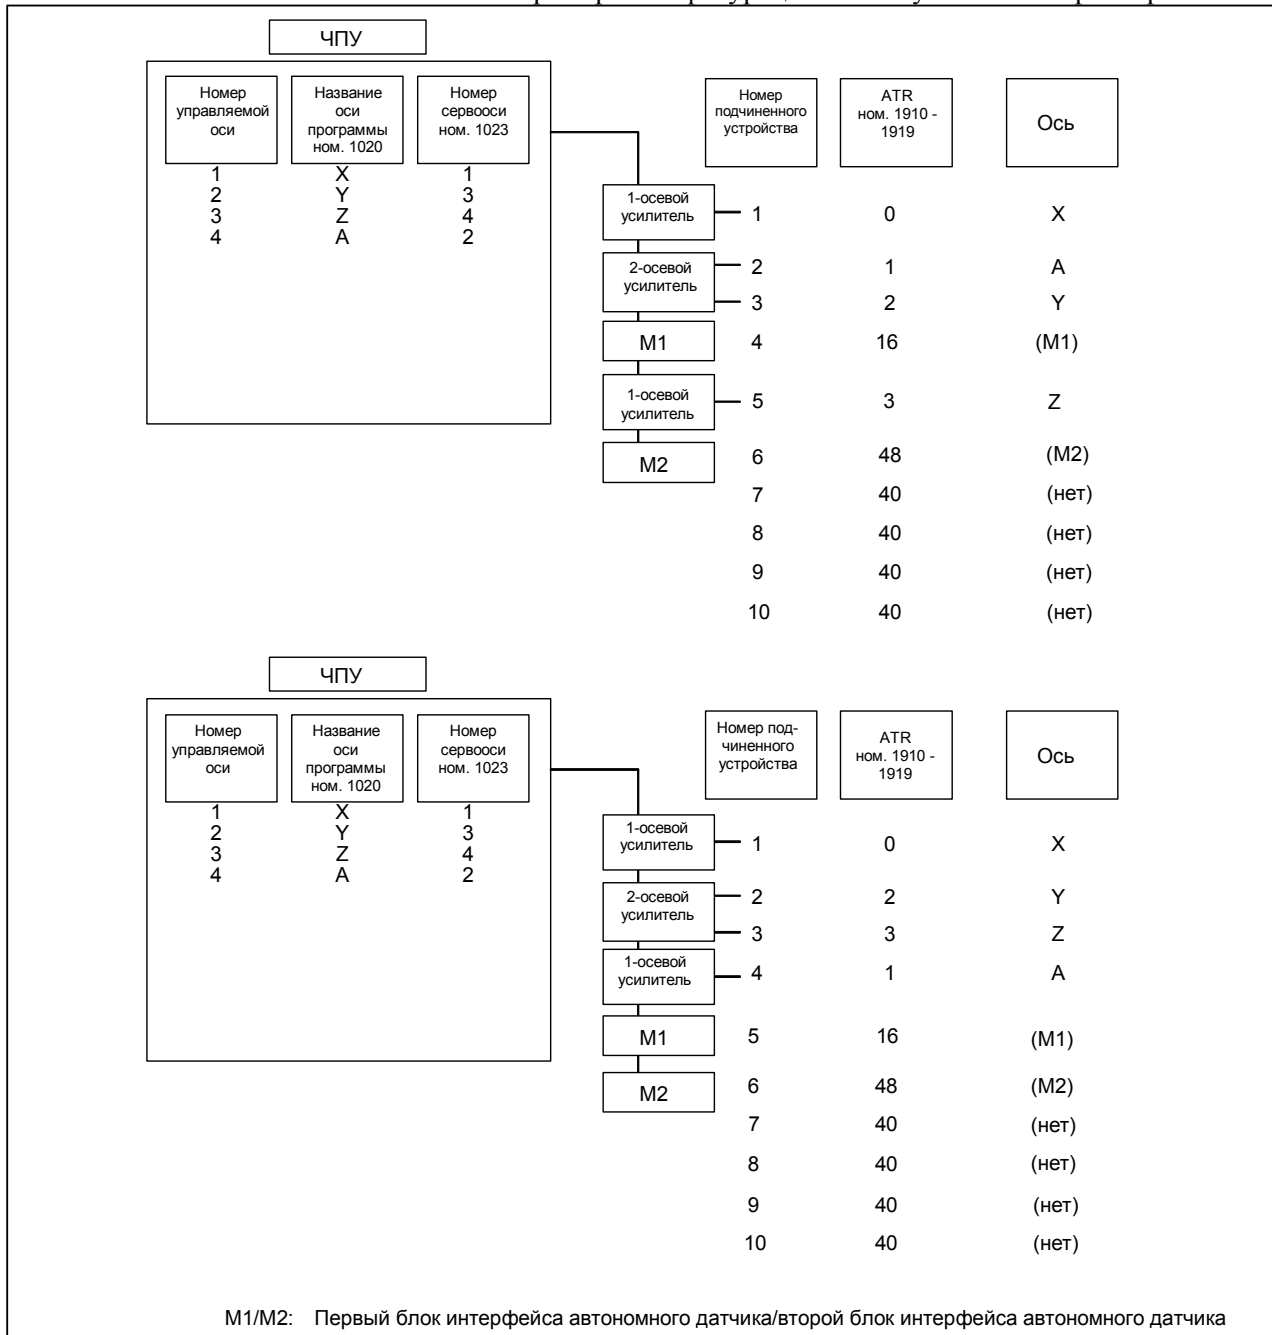 ЧПУ
Номер
управляемой
оси
Название
оси
программы
ном. 1020
Номер
сервооси
ном. 1023
1 X 1
2 Y 3
3 Z 4
4 A 2
Номер
подчиненного
устройства
ATR
ном. 1910 -
1919
Ось
1-осевой
усилитель
1 0 X
2-осевой
усилитель
2 1 A
3 2 Y
M1 4 16 (M1)
1-осевой
усилитель
5 3 Z
M2 6 48 (M2)
7 40 (нет)
8 40 (нет)
9 40 (нет)
10 40 (нет)
ЧПУ
Номер
управляемой
оси
Название
оси
программы
ном. 1020
Номер
сервооси
ном. 1023
1 X 1
2 Y 3
3 Z 4
4 A 2
Номер под-
чиненного
устройства
ATR
ном. 1910 -
1919
Ось
1-осевой
усилитель
1 0 X
2-осевой
усилитель
2 2 Y
3 3 Z
1-осевой
усилитель
4 1 A
M1 5 16 (M1)
M2 6 48 (M2)
7 40 (нет)
8 40 (нет)
9 40 (нет)
10 40 (нет)
M1/M2: Первый блок интерфейса автономного датчика/второй блок интерфейса автономного датчика